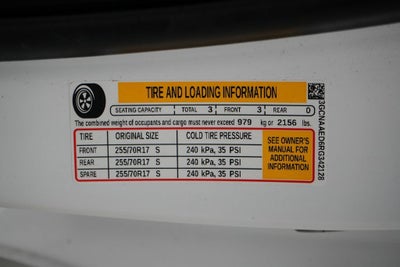 TIRE AND LOADING INFORMATION
SEATING CAPACITY TOTAL 3 FRONT 3 REAR 0
The combined weight of occupants and cargo must never exceed 979 kg or 2156 lbs.
TIRE ORIGINAL SIZE COLD TIRE PRESSURE
FRONT 255/70R17 S 240 kPa, 35 PSI
REAR 255/70R17 S 240 kPa, 35 PSI
SPARE 255/70R17 S 240 kPa, 35 PSI
SEE OWNER'S
MANUAL FOR
ADDITIONAL
INFORMATION